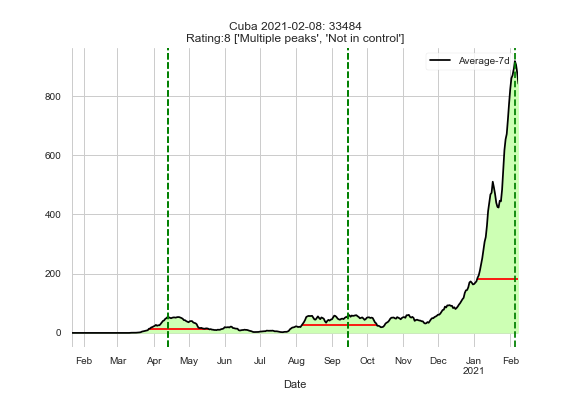 Cuba 2021-02-08: 33484
Rating:8 ['Multiple peaks', 'Not in control']
Average-7d
800
600
400
200
0
Feb Mar Apr May Jun Jul Aug Sep Oct Nov Dec Jan Feb
2021
Date